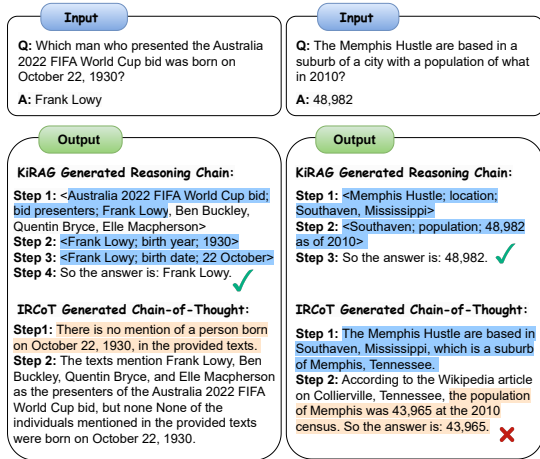 Input
Q: Which man who presented the Australia
2022 FIFA World Cup bid was born on
October 22, 1930?
A: Frank Lowy
Output
KiRAG Generated Reasoning Chain:
Step 1: <Australia 2022 FIFA World Cup bid;
bid presenters; Frank Lowy, Ben Buckley,
Quentin Bryce, Elle Macpherson>
Step 2: <Frank Lowy; birth year; 1930>
Step 3: <Frank Lowy; birth date; 22 October>
Step 4: So the answer is: Frank Lowy.
IRCoT Generated Chain-of-Thought:
Step1: There is no mention of a person born
on October 22, 1930, in the provided texts.
Step 2: The texts mention Frank Lowy, Ben
Buckley, Quentin Bryce, and Elle Macpherson
as the presenters of the Australia 2022 FIFA
World Cup bid, but none None of the
individuals mentioned in the provided texts
were born on October 22, 1930.
Input
Q: The Memphis Hustle are based in a
suburb of a city with a population of what
in 2010?
A: 48,982
Output
KiRAG Generated Reasoning Chain:
Step 1: <Memphis Hustle; location;
Southaven, Mississippi>
Step 2: <Southaven; population; 48,982
as of 2010>
Step 3: So the answer is: 48,982.
IRCoT Generated Chain-of-Thought:
Step 1: The Memphis Hustle are based in
Southaven, Mississippi, which is a suburb
of Memphis, Tennessee.
Step 2: According to the Wikipedia article
on Collierville, Tennessee, the population
of Memphis was 43,965 at the 2010
census. So the answer is: 43,965.